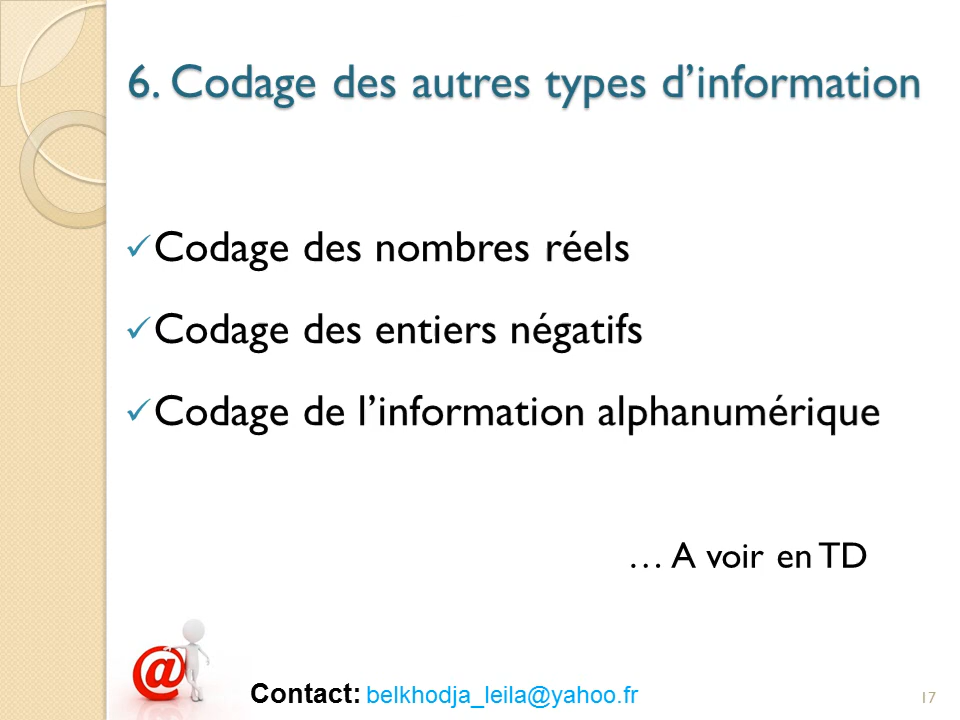 6. Codage des autres types d’information
✓ Codage des nombres réels
✓ Codage des entiers négatifs
✓ Codage de l’information alphanumérique
… A voir en TD
@
Contact: belkhodja_leila@yahoo.fr
17